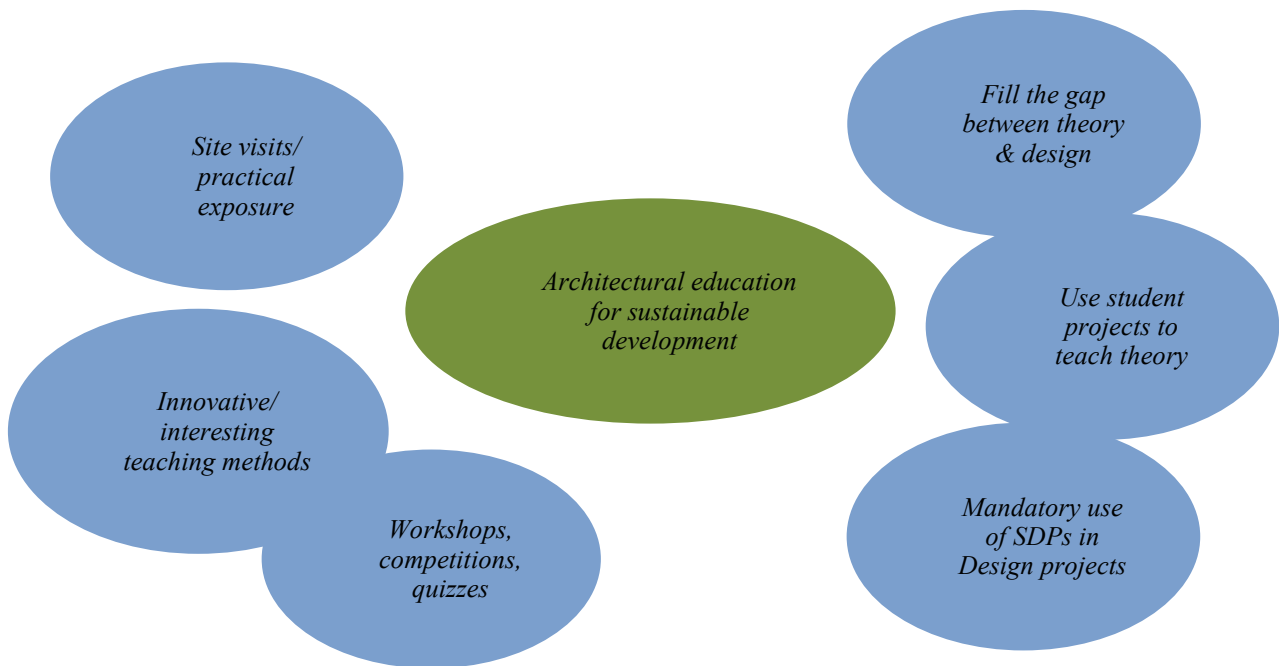 Site visits/
practical
exposure
Innovative/
interesting
teaching methods
Workshops,
competitions,
quizzes
Architectural education
for sustainable
development
Fill the gap
between theory
& design
Use student
projects to
teach theory
Mandatory use
of SDPs in
Design projects